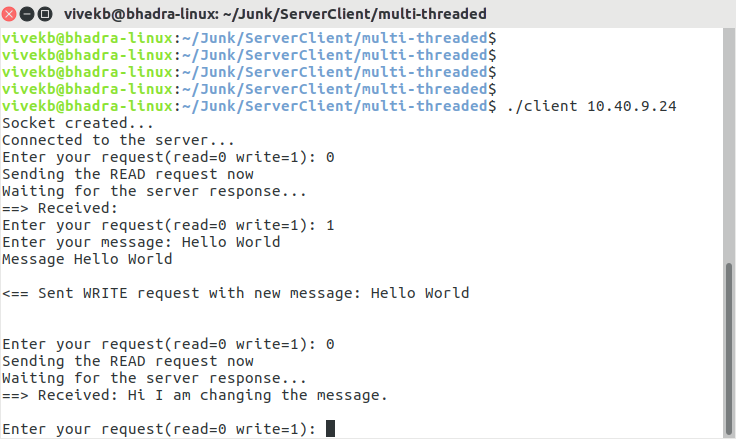 vivekb@bhadra-linux: ~/Junk/ServerClient/multi-threaded
vivekb@bhadra-linux:~/Junk/ServerClient/multi-threaded$
vivekb@bhadra-linux:~/Junk/ServerClient/multi-threaded$
vivekb@bhadra-linux:~/Junk/ServerClient/multi-threaded$
vivekb@bhadra-linux:~/Junk/ServerClient/multi-threaded$
vivekb@bhadra-linux:~/Junk/ServerClient/multi-threaded$ ./client 10.40.9.24
Socket created...
Connected to the server...
Enter your request(read=0 write=1): 0
Sending the READ request now
Waiting for the server response...
==> Received:
Enter your request(read=0 write=1): 1
Enter your message: Hello World
Message Hello World
<== Sent WRITE request with new message: Hello World
Enter your request(read=0 write=1): 0
Sending the READ request now
Waiting for the server response...
==> Received: Hi I am changing the message.
Enter your request(read=0 write=1):